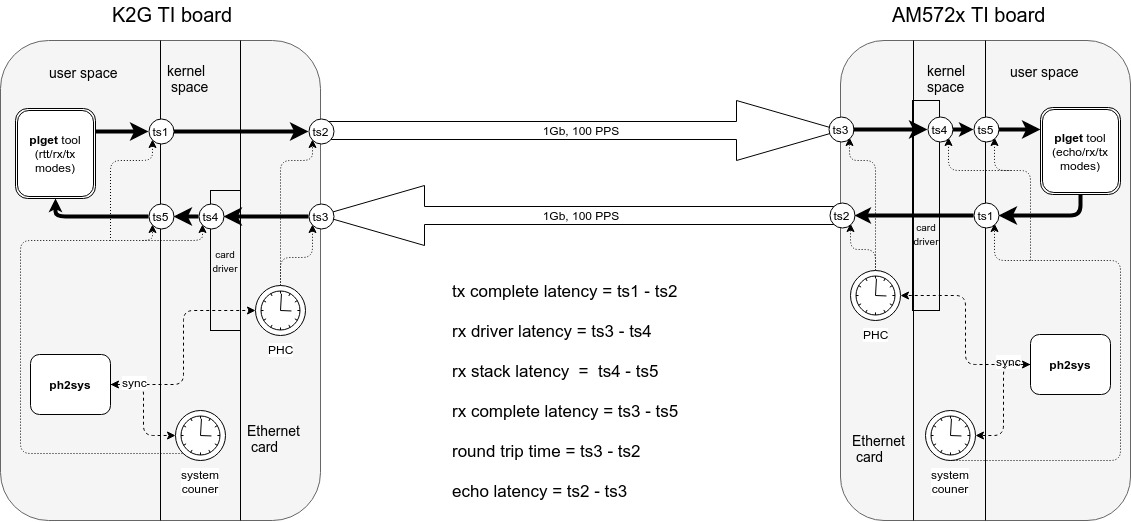 K2G TI board
AM572x TI board
user space
kernel
space
plget tool
(rtt/rx/tx
modes)
ts1
ts2
1Gb, 100 PPS
ts3
ts4
ts5
kernel
space
user space
plget tool
(echo/rx/tx
modes)
ts5
ts4
ts3
1Gb, 100 PPS
ts2
ts1
card
driver
card
driver
PHC
PHC
ph2sys
sync
system
couner
Ethernet
card
tx complete latency = ts1 - ts2
rx driver latency = ts3 - ts4
rx stack latency = ts4 - ts5
rx complete latency = ts3 - ts5
round trip time = ts3 - ts2
echo latency = ts2 - ts3
sync
ph2sys
Ethernet
card
system
couner